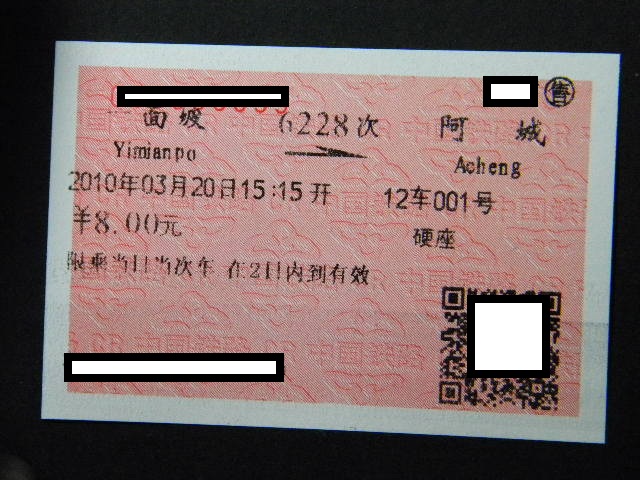 售
面坡 6228次 阿城
Yimianpo Acheng
2010年03月20日15:15开 12车001号
¥8.00元
硬座
限乘当日当次车 在2日内到有效